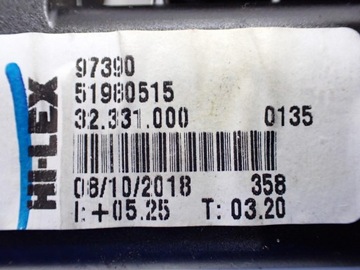 HI-LEX
97390
51980515
32.331.000 0135
08/10/2018 358
I: +05.25 T: 03.20